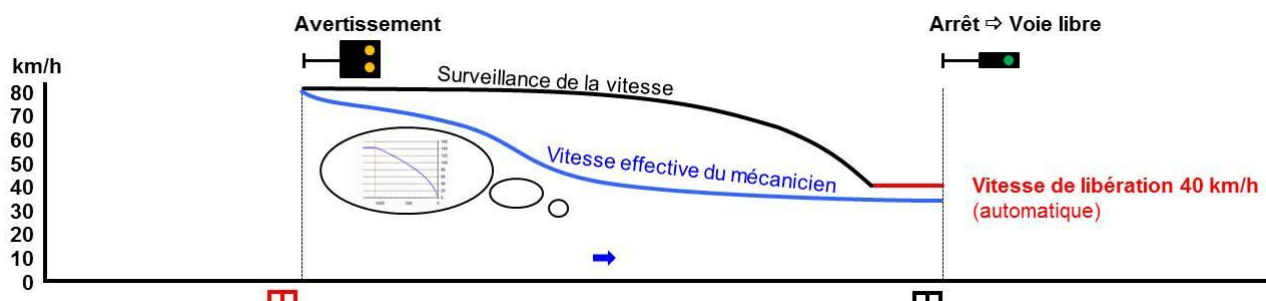 Avertissement
Arrêt ⇨ Voie libre
km/h
Surveillance de la vitesse
80
70
60
50
40
30
20
10
0
Vitesse effective du mécanicien
Vitesse de libération 40 km/h
(automatique)